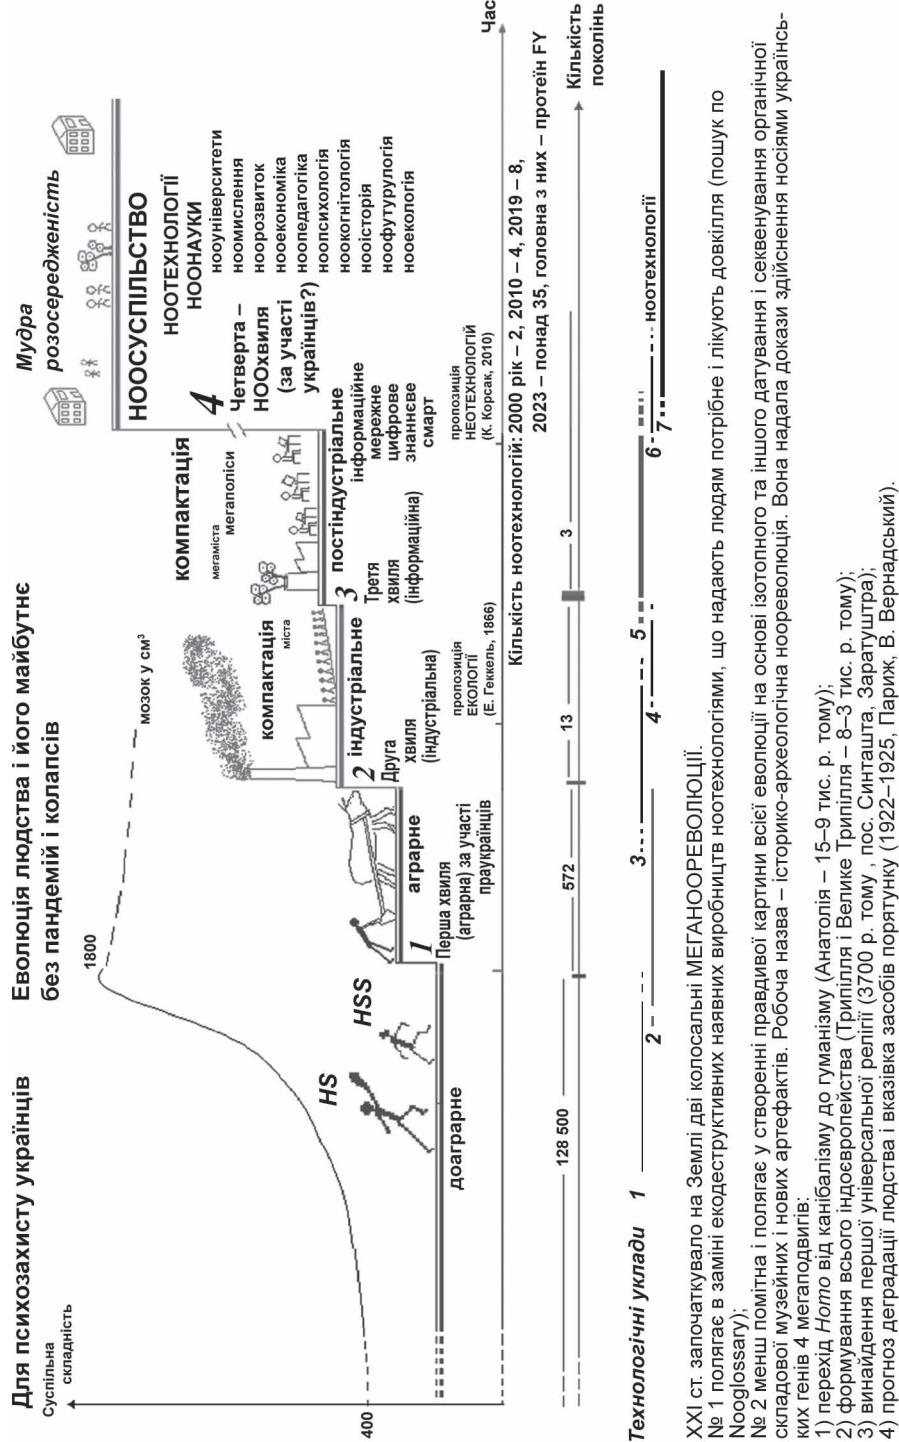 Для психозахисту українців
Еволюція людства і його майбутнє
без пандемій і колапсів
Суспільна
складність
400
1800
мозок у см³
HS
HSS
доаграрне
аграрне
1
Перша хвиля
(аграрна) за участі
праукраїнців
індустріальне
2
Друга
хвиля
(індустріальна)
компактація
міста
пропозиція
ЕКОЛОГІЇ
(Е. Геккель, 1866)
компактація
мегаміста
мегаполіси
постіндустріальне
інформаційне
мережне
цифрове
знаннєве
смарт
3
Третя
хвиля
(інформаційна)
пропозиція
НЕОТЕХНОЛОГІЙ
(К. Корсак, 2010)
Мудра
розосередженість
НООСУСПІЛЬСТВО
НООТЕХНОЛОГІЇ
НООНАУКИ
нооуніверситети
ноомислення
ноорозвиток
нооекономіка
ноопедагогіка
ноопсихологія
ноокогнітологія
нооісторія
ноофутурулогія
нооекологія
4
Четверта –
НООхвиля
(за участі
українців?)
Час
Кількість ноотехнологій: 2000 рік – 2, 2010 – 4, 2019 – 8,
2023 – понад 35, головна з них – протеїн FY
128 500
572
13
3
Кількість
поколінь
Технологічні уклади
1
2
3
4
5
6
7
ноотехнології
ХХІ ст. започаткувало на Землі дві колосальні МЕГАНООРЕВОЛЮЦІЇ.
№ 1 полягає в заміні екодеструктивних наявних виробництв ноотехнологіями, що надають людям потрібне і лікують довкілля (пошук по
Nooglossary);
№ 2 менш помітна і полягає у створенні правдивої картини всієї еволюції на основі ізотопного та іншого датування і секвенування органічної
складової музейних і нових артефактів. Робоча назва – історико-археологічна ноореволюція. Вона надала докази здійснення носіями українсь-
ких генів 4 мегаподвигів:
1) перехід Homo від канібалізму до гуманізму (Анатолія – 15–9 тис. р. тому);
2) формування всього індоєвропейства (Трипілля і Велике Трипілля – 8–3 тис. р. тому);
3) винайдення першої універсальної релігії (3700 р. тому , пос. Синташта, Заратуштра);
4) прогноз деградації людства і вказівка засобів порятунку (1922–1925, Париж, В. Вернадський).